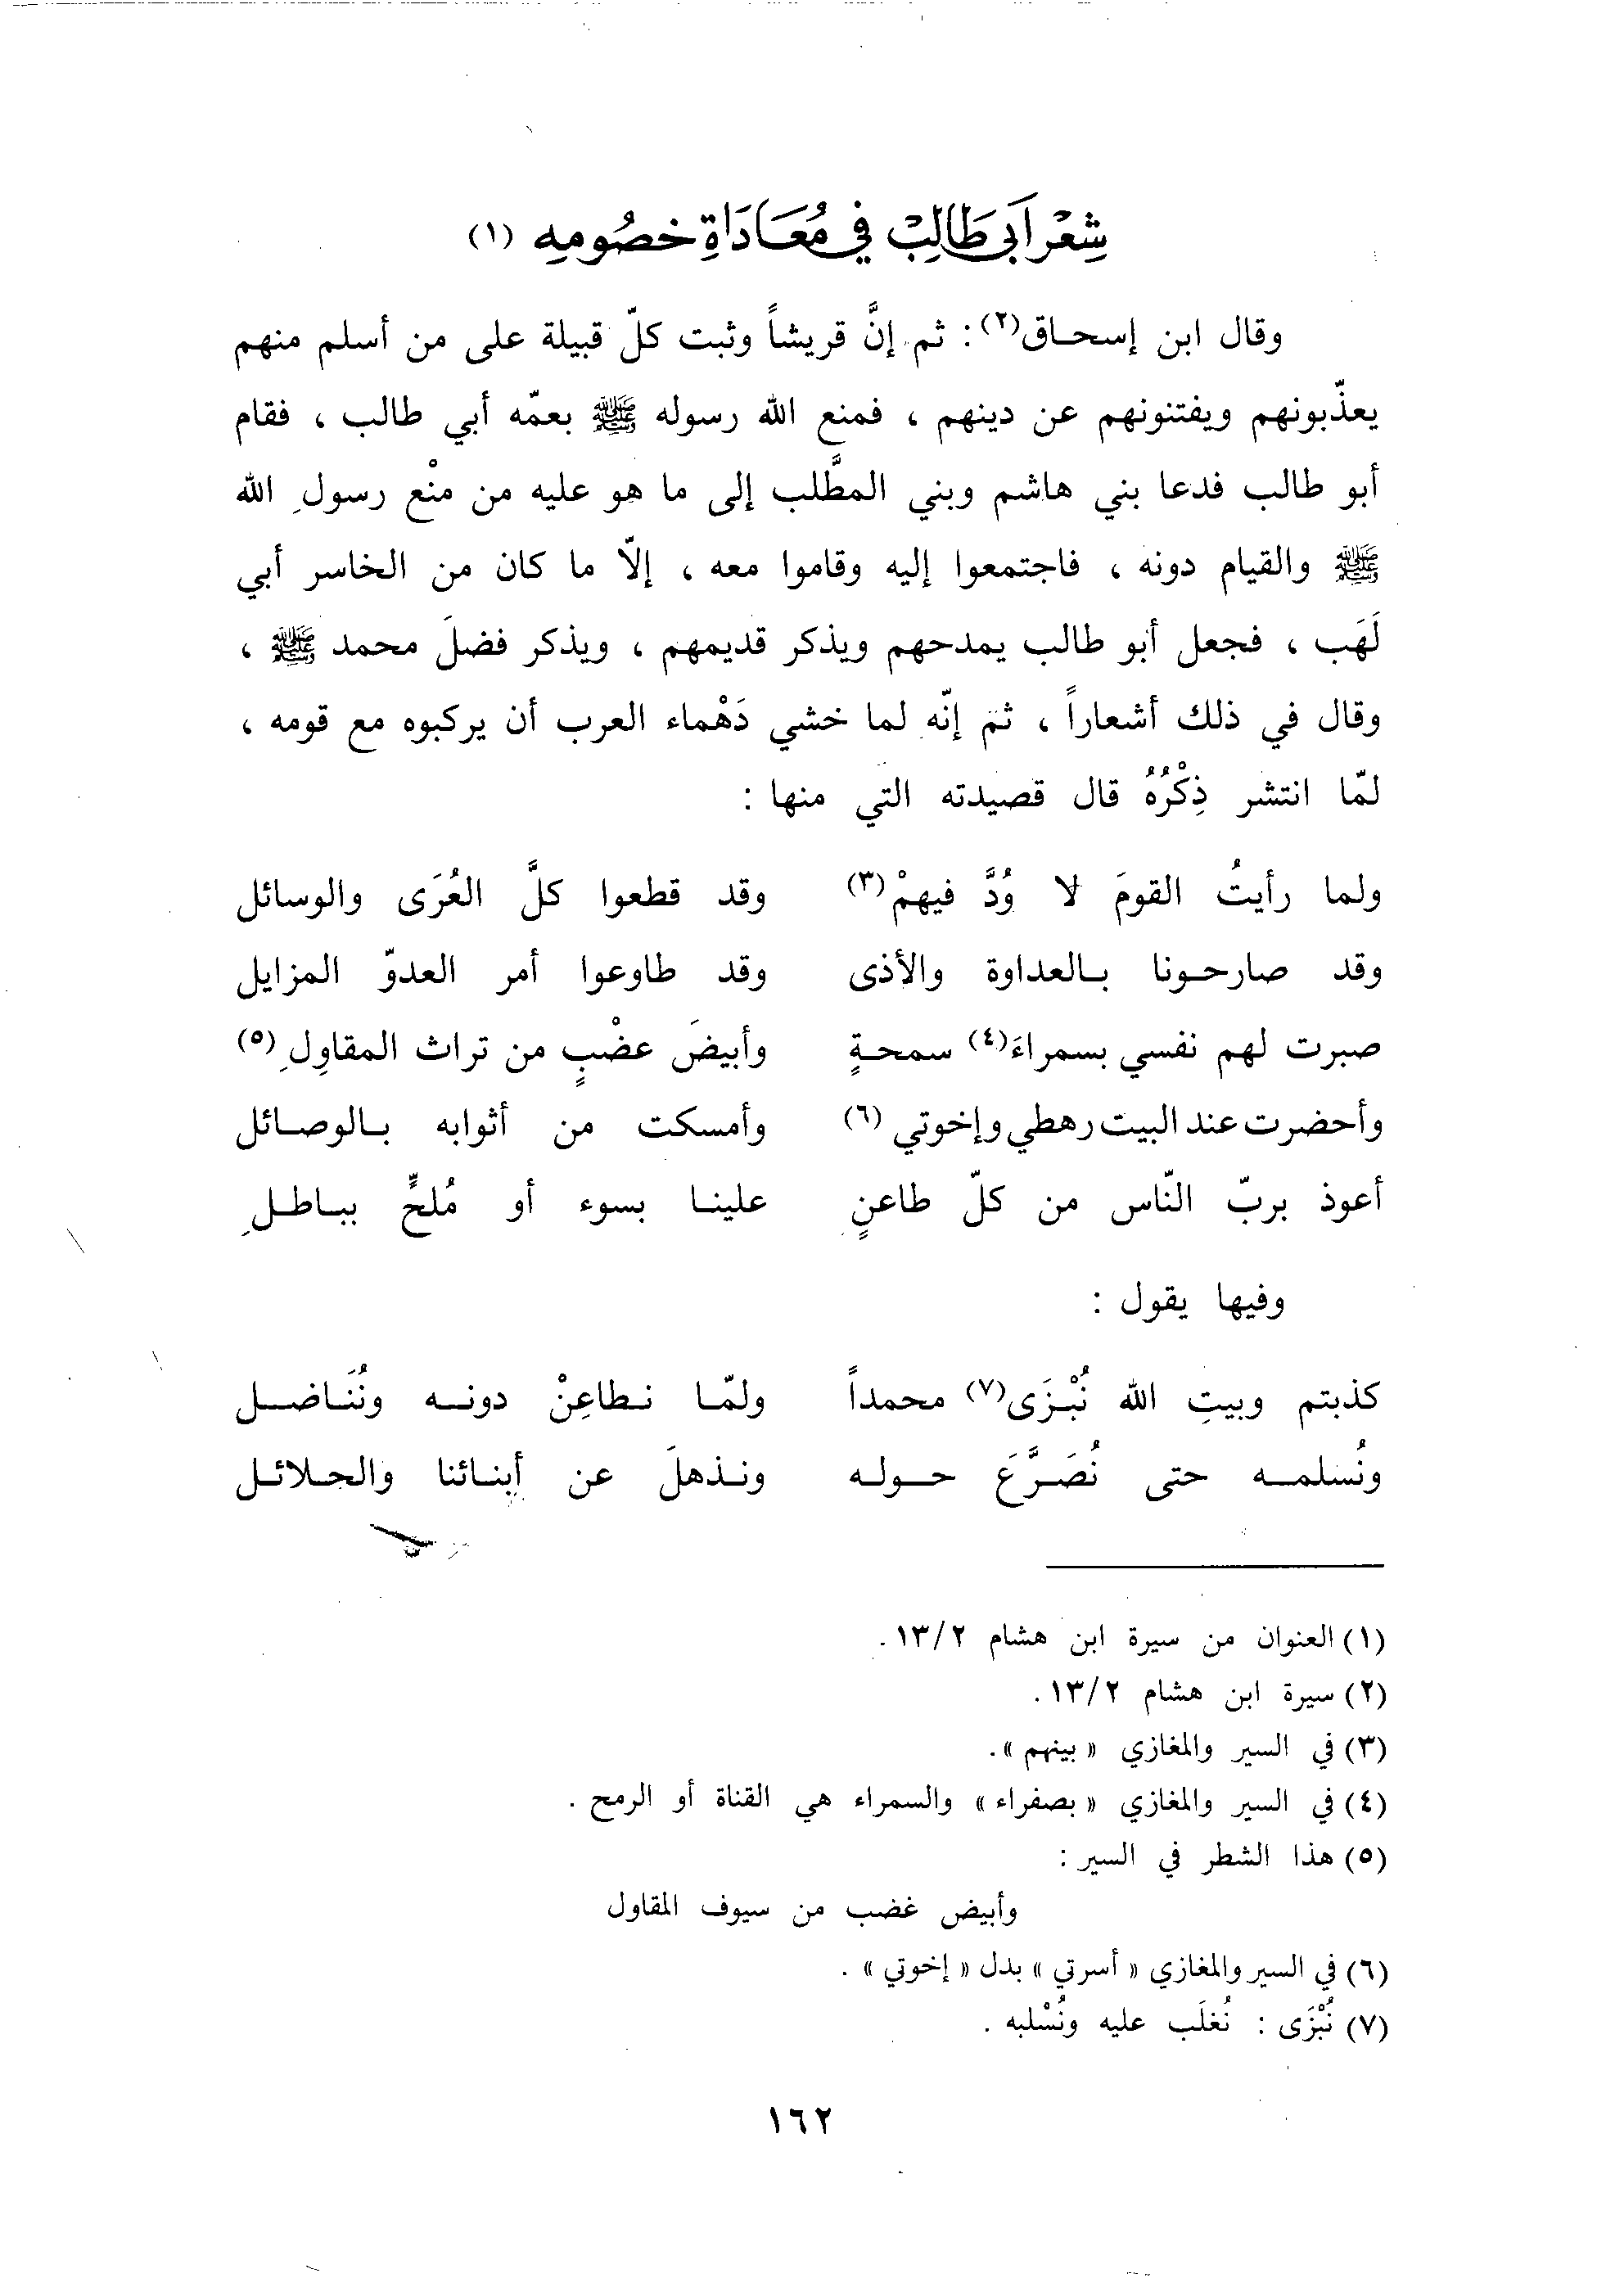 شِعْر أَبي طَالِبْ في مُعَادَاةِ خصُومِهِ (١)
وقال ابن إسحاق(٢) : ثم إنَّ قريشاً وثبت كلّ قبيلة على من أسلم منهم
يعذّبونهم ويفتنونهم عن دينهم ، فمنع الله رسوله ﷺ بعمّه أبي طالب ، فقام
أبو طالب فدعا بني هاشم وبني المطَّلب إلى ما هو عليه من منْع رسولِ الله
ﷺ والقيام دونه ، فاجتمعوا إليه وقاموا معه ، إلّا ما كان من الخاسر أبي
لَهَب ، فجعل أبو طالب يمدحهم ويذكر قديمهم ، ويذكر فضلَ محمد ﷺ ،
وقال في ذلك أشعاراً ، ثم إنّه لما خشي دَهْماء العرب أن يركبوه مع قومه ،
لمّا انتشر ذِكْرُهُ قال قصيدته التي منها :
ولما رأيتُ القومَ لا وُدَّ فيهمْ(٣) وقد قطعوا كلَّ العُرَى والوسائل
وقد صارحونا بالعداوة والأذى وقد طاوعوا أمر العدوّ المزايل
صبرت لهم نفسي بسمراءَ(٤) سمحةٍ وأبيضَ عضْبٍ من تراث المقاوِلِ(٥)
وأحضرت عند البيت رهطي وإخوتي (٦) وأمسكت من أثوابه بالوصائل
أعوذ بربّ النّاس من كلّ طاعنٍ علينا بسوء أو مُلحٍّ بباطلِ
وفيها يقول :
كذبتم وبيتِ الله نُبْزَى(٧) محمداً ولمّا نطاعِنْ دونه ونُنَاضل
ونُسلمه حتى نُصَرَّعَ حوله ونذهلَ عن أبنائنا والحلائل
(١) العنوان من سيرة ابن هشام ١٣/٢ .
(٢) سيرة ابن هشام ١٣/٢ .
(٣) في السير والمغازي « بينهم » .
(٤) في السير والمغازي « بصفراء » والسمراء هي القناة أو الرمح .
(٥) هذا الشطر في السير :
وأبيض غضب من سيوف المقاول
(٦) في السير والمغازي « أسرتي » بدل « إخوتي » .
(٧) نُبْزَى : نُغلَب عليه ونُسْلبه .
١٦٢